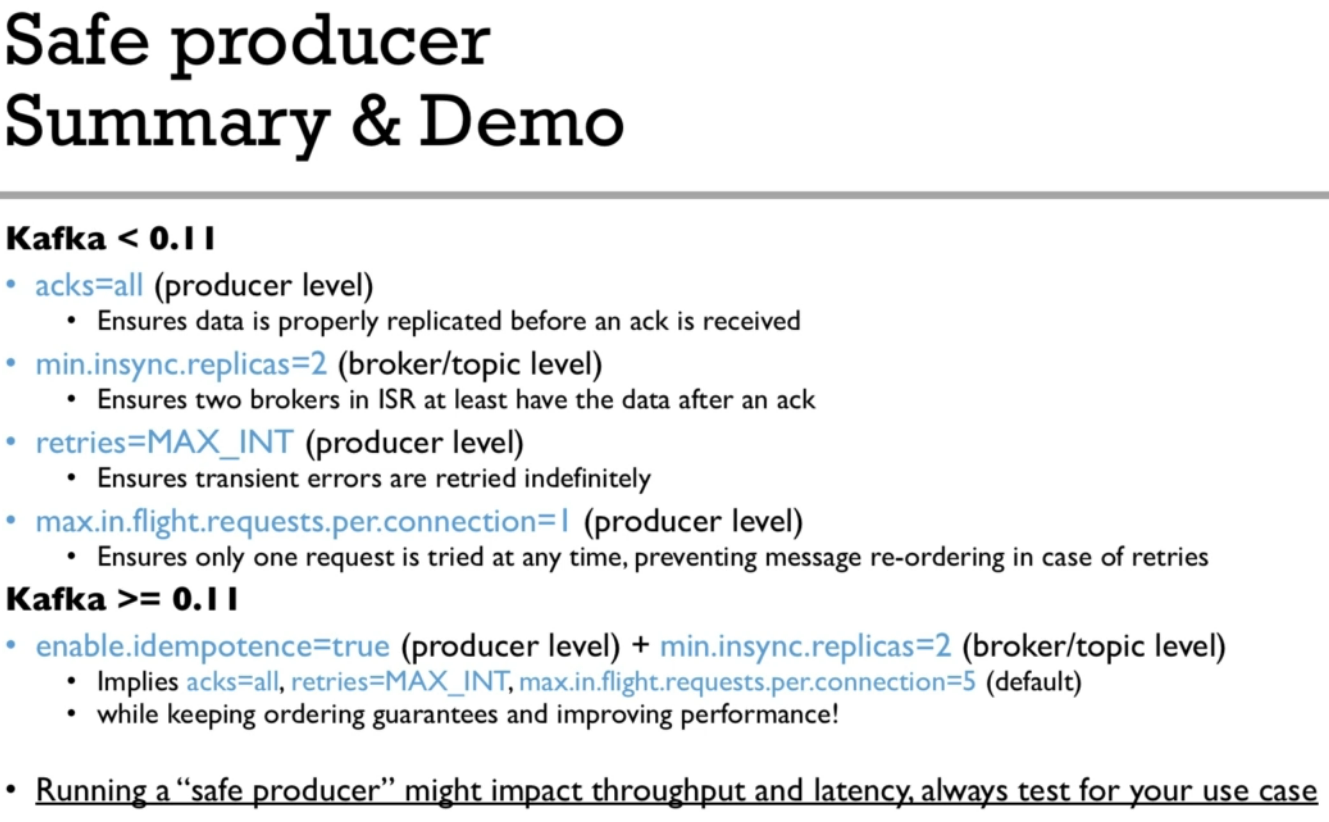 Safe producer
Summary & Demo
Kafka < 0.11
• acks=all (producer level)
• Ensures data is properly replicated before an ack is received
• min.insync.replicas=2 (broker/topic level)
• Ensures two brokers in ISR at least have the data after an ack
• retries=MAX_INT (producer level)
• Ensures transient errors are retried indefinitely
• max.in.flight.requests.per.connection=1 (producer level)
• Ensures only one request is tried at any time, preventing message re-ordering in case of retries
Kafka >= 0.11
• enable.idempotence=true (producer level) + min.insync.replicas=2 (broker/topic level)
• Implies acks=all, retries=MAX_INT, max.in.flight.requests.per.connection=5 (default)
• while keeping ordering guarantees and improving performance!
• Running a “safe producer” might impact throughput and latency, always test for your use case